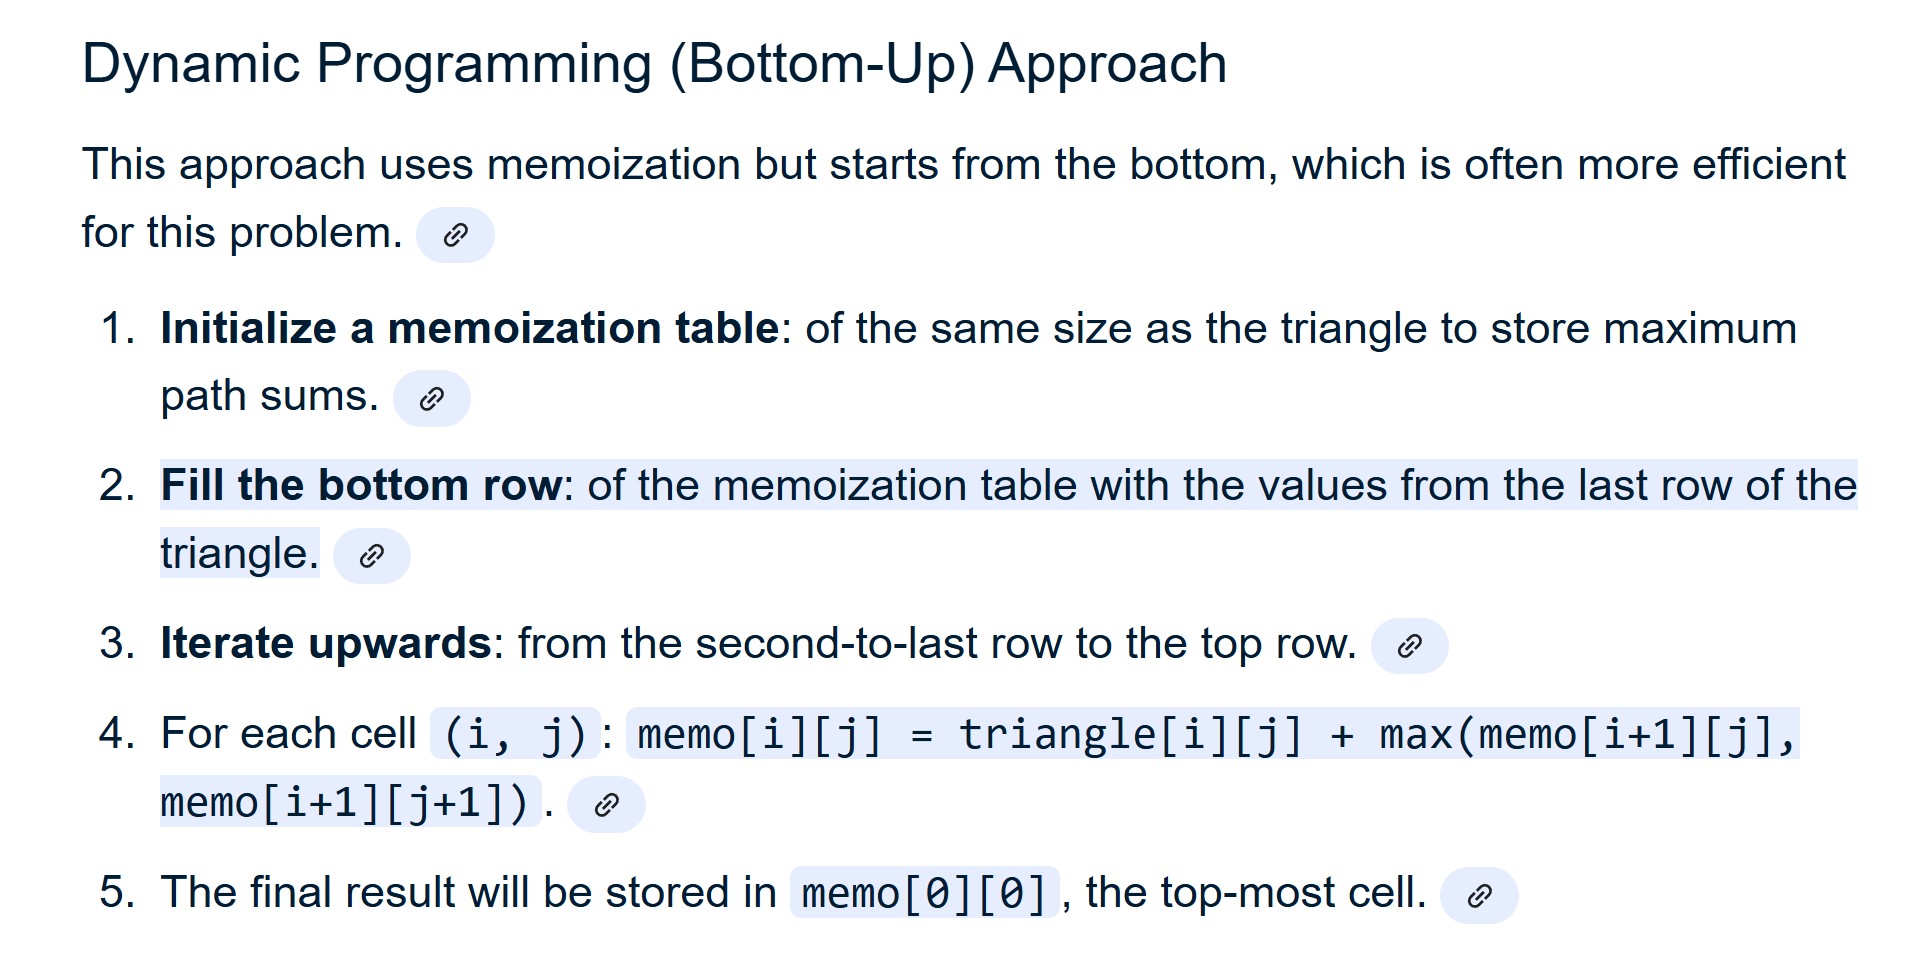 Dynamic Programming (Bottom-Up) Approach
This approach uses memoization but starts from the bottom, which is often more efficient
for this problem.
1. Initialize a memoization table: of the same size as the triangle to store maximum
path sums.
2. Fill the bottom row: of the memoization table with the values from the last row of the
triangle.
3. Iterate upwards: from the second-to-last row to the top row.
4. For each cell (i, j): memo[i][j] = triangle[i][j] + max(memo[i+1][j],
memo[i+1][j+1]).
5. The final result will be stored in memo[0][0], the top-most cell.